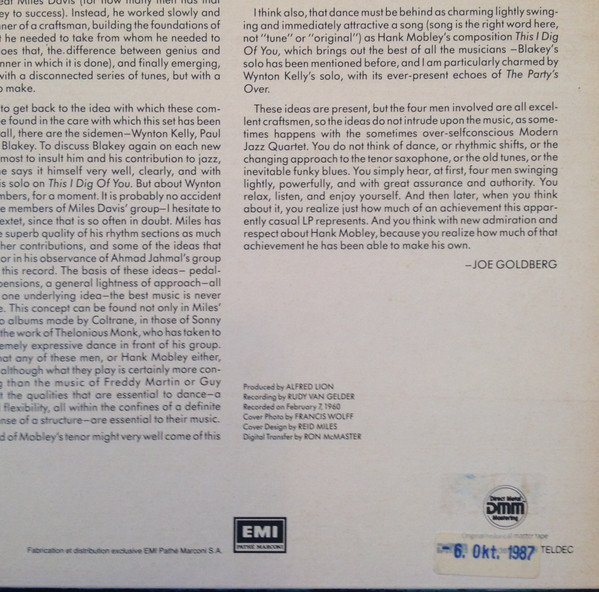 eat Miles Davis (for how many men has that
ey to success). Instead, he worked slowly and
nner of a craftsman, building the foundations of
t he needed to take from whom he needed to
oes that, the difference between genius and
nner in which it is done), and finally emerging,
with a disconnected series of tunes, but with a
o make.
to get back to the idea with which these com-
found in the care with which this set has been
all, there are the sidemen—Wynton Kelly, Paul
Blakey. To discuss Blakey again on each new
most to insult him and his contribution to jazz,
e says it himself very well, clearly, and with
is solo on This I Dig Of You. But about Wynton
mbers, for a moment. It is probably no accident
e members of Miles Davis' group—I hesitate to
extet, since that is so often in doubt. Miles has
e superb quality of his rhythm sections as much
her contributions, and some of the ideas that
or in his observance of Ahmad Jahmal's group
this record. The basis of these ideas— pedal-
pensions, a general lightness of approach—all
one underlying idea—the best music is never
e. This concept can be found not only in Miles'
o albums made by Coltrane, in those of Sonny
the work of Thelonious Monk, who has taken to
emely expressive dance in front of his group.
hat any of these men, or Hank Mobley either,
although what they play is certainly more con-
g than the music of Freddy Martin or Guy
t the qualities that are essential to dance—a
flexibility, all within the confines of a definite
nse of a structure—are essential to their music.
d of Mobley's tenor might very well come of this
I think also, that dance must be behind as charming lightly swing-
ing and immediately attractive a song (song is the right word here,
not "tune" or "original") as Hank Mobley's composition This I Dig
Of You, which brings out the best of all the musicians —Blakey's
solo has been mentioned before, and I am particularly charmed by
Wynton Kelly's solo, with its ever-present echoes of The Party's
Over.
These ideas are present, but the four men involved are all excel-
lent craftsmen, so the ideas do not intrude upon the music, as some-
times happens with the sometimes over-selfconscious Modern
Jazz Quartet. You do not think of dance, or rhythmic shifts, or the
changing approach to the tenor saxophone, or the old tunes, or the
inevitable funky blues. You simply hear, at first, four men swinging
lightly, powerfully, and with great assurance and authority. You
relax, listen, and enjoy yourself. And then later, when you think
about it, you realize just how much of an achievement this appar-
ently casual LP represents. And you think with new admiration and
respect about Hank Mobley, because you realize how much of that
achievement he has been able to make his own.
—JOE GOLDBERG
Produced by ALFRED LION
Recording by RUDY VAN GELDER
Recorded on February 7, 1960
Cover Photo by FRANCIS WOLFF
Cover Design by REID MILES
Digital Transfer by RON McMASTER
Direct Metal
DMM
Mastering
EMI
PATHE MARCONI
Fabrication et distribution exclusive EMI Pathé Marconi S.A.
-6. Okt. 1987
TELDEC